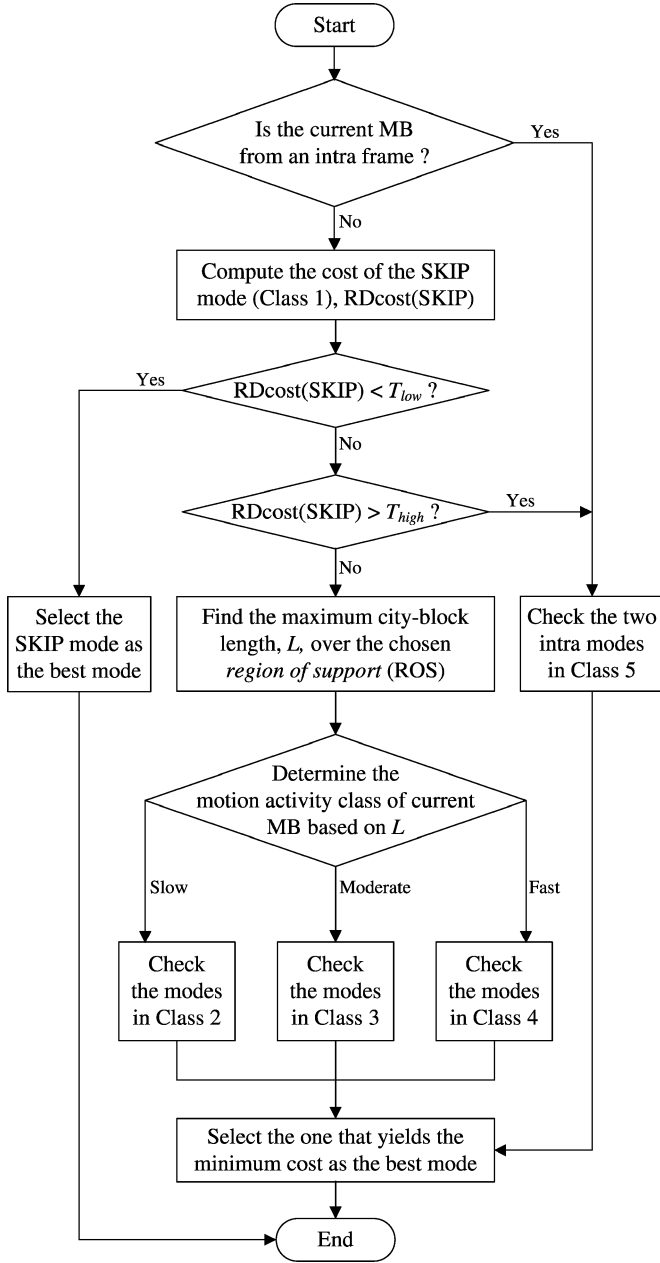 Start
Is the current MB
from an intra frame ?
Yes
No
Compute the cost of the SKIP
mode (Class 1), RDcost(SKIP)
Yes
RDcost(SKIP) < Tlow ?
No
RDcost(SKIP) > Thigh ?
Yes
No
Select the
SKIP mode as
the best mode
Find the maximum city-block
length, L, over the chosen
region of support (ROS)
Check the two
intra modes
in Class 5
Determine the
motion activity class of current
MB based on L
Slow
Moderate
Fast
Check
the modes
in Class 2
Check
the modes
in Class 3
Check
the modes
in Class 4
Select the one that yields the
minimum cost as the best mode
End